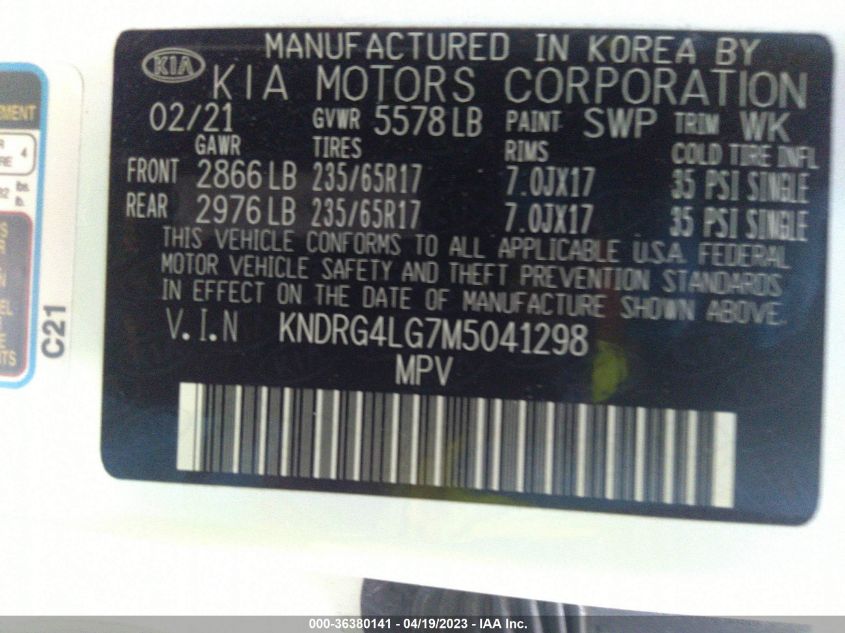 MANUFACTURED IN KOREA BY
KIA KIA MOTORS CORPORATION
02/21 GVWR 5578 LB PAINT SWP TRIM WK
GAWR TIRES RIMS COLD TIRE INFL
FRONT 2866 LB 235/65R17 7.0JX17 35 PSI SINGLE
REAR 2976 LB 235/65R17 7.0JX17 35 PSI SINGLE
THIS VEHICLE CONFORMS TO ALL APPLICABLE U.S.A. FEDERAL
MOTOR VEHICLE SAFETY AND THEFT PREVENTION STANDARDS
IN EFFECT ON THE DATE OF MANUFACTURE SHOWN ABOVE.
V.I.N KNDRG4LG7M5041298
MPV
4
lbs.
lb.
C21
000-36380141 - 04/19/2023 - IAA Inc.